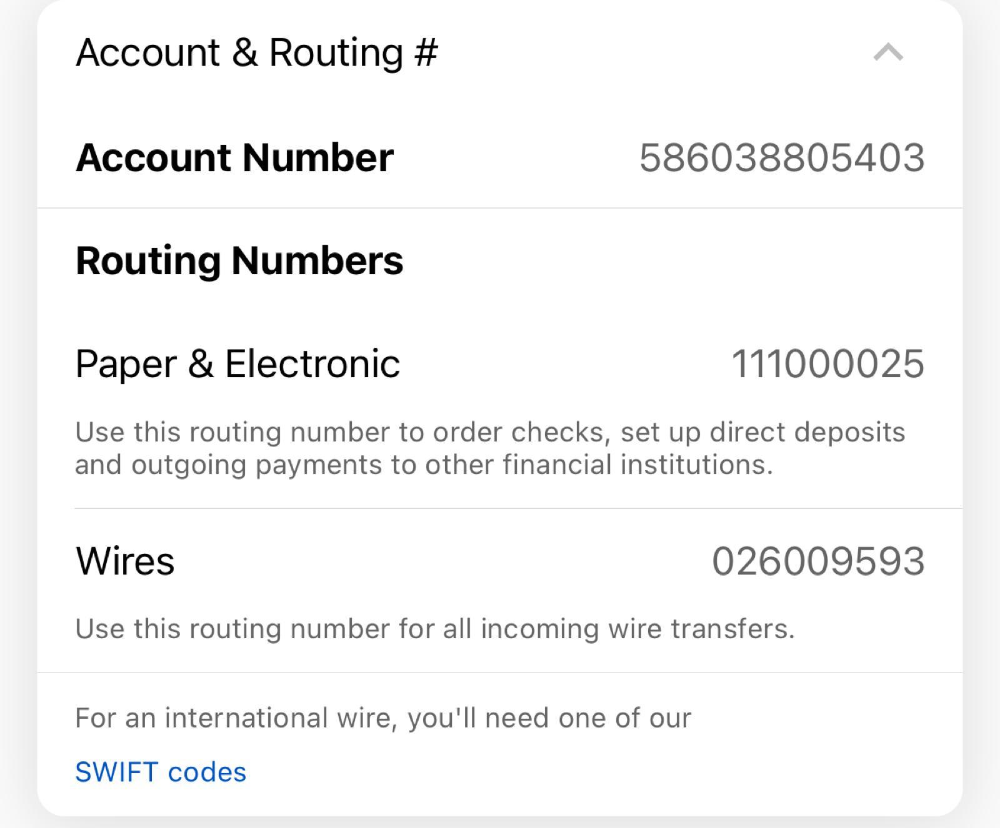 Account & Routing #
Account Number 586038805403
Routing Numbers
Paper & Electronic 111000025
Use this routing number to order checks, set up direct deposits
and outgoing payments to other financial institutions.
Wires 026009593
Use this routing number for all incoming wire transfers.
For an international wire, you'll need one of our
SWIFT codes